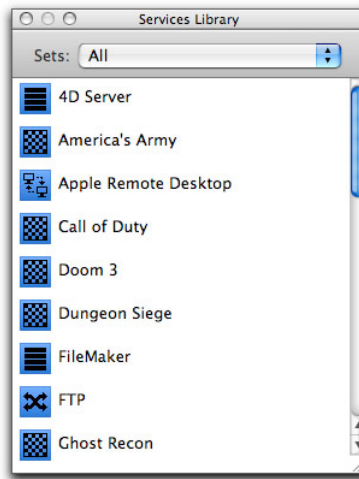 Services Library
Sets: All
4D Server
America's Army
Apple Remote Desktop
Call of Duty
Doom 3
Dungeon Siege
FileMaker
FTP
Ghost Recon